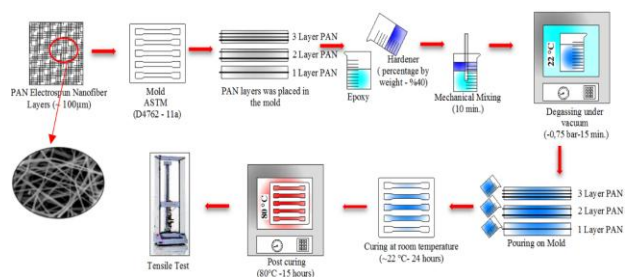 PAN Electrospun Nanofiber
Layers (~ 100μm)
Mold
ASTM
(D4762 - 11a)
3 Layer PAN
2 Layer PAN
1 Layer PAN
PAN layers was placed in
the mold
Epoxy
Hardener
( percentage by
weight - %40)
Mechanical Mixing
(10 min.)
22 °C
Degassing under
vacuum
(-0,75 bar-15 min.)
3 Layer PAN
2 Layer PAN
1 Layer PAN
Pouring on Mold
Curing at room temperature
(~22 °C- 24 hours)
80 °C
Post curing
(80°C -15 hours)
Tensile Test